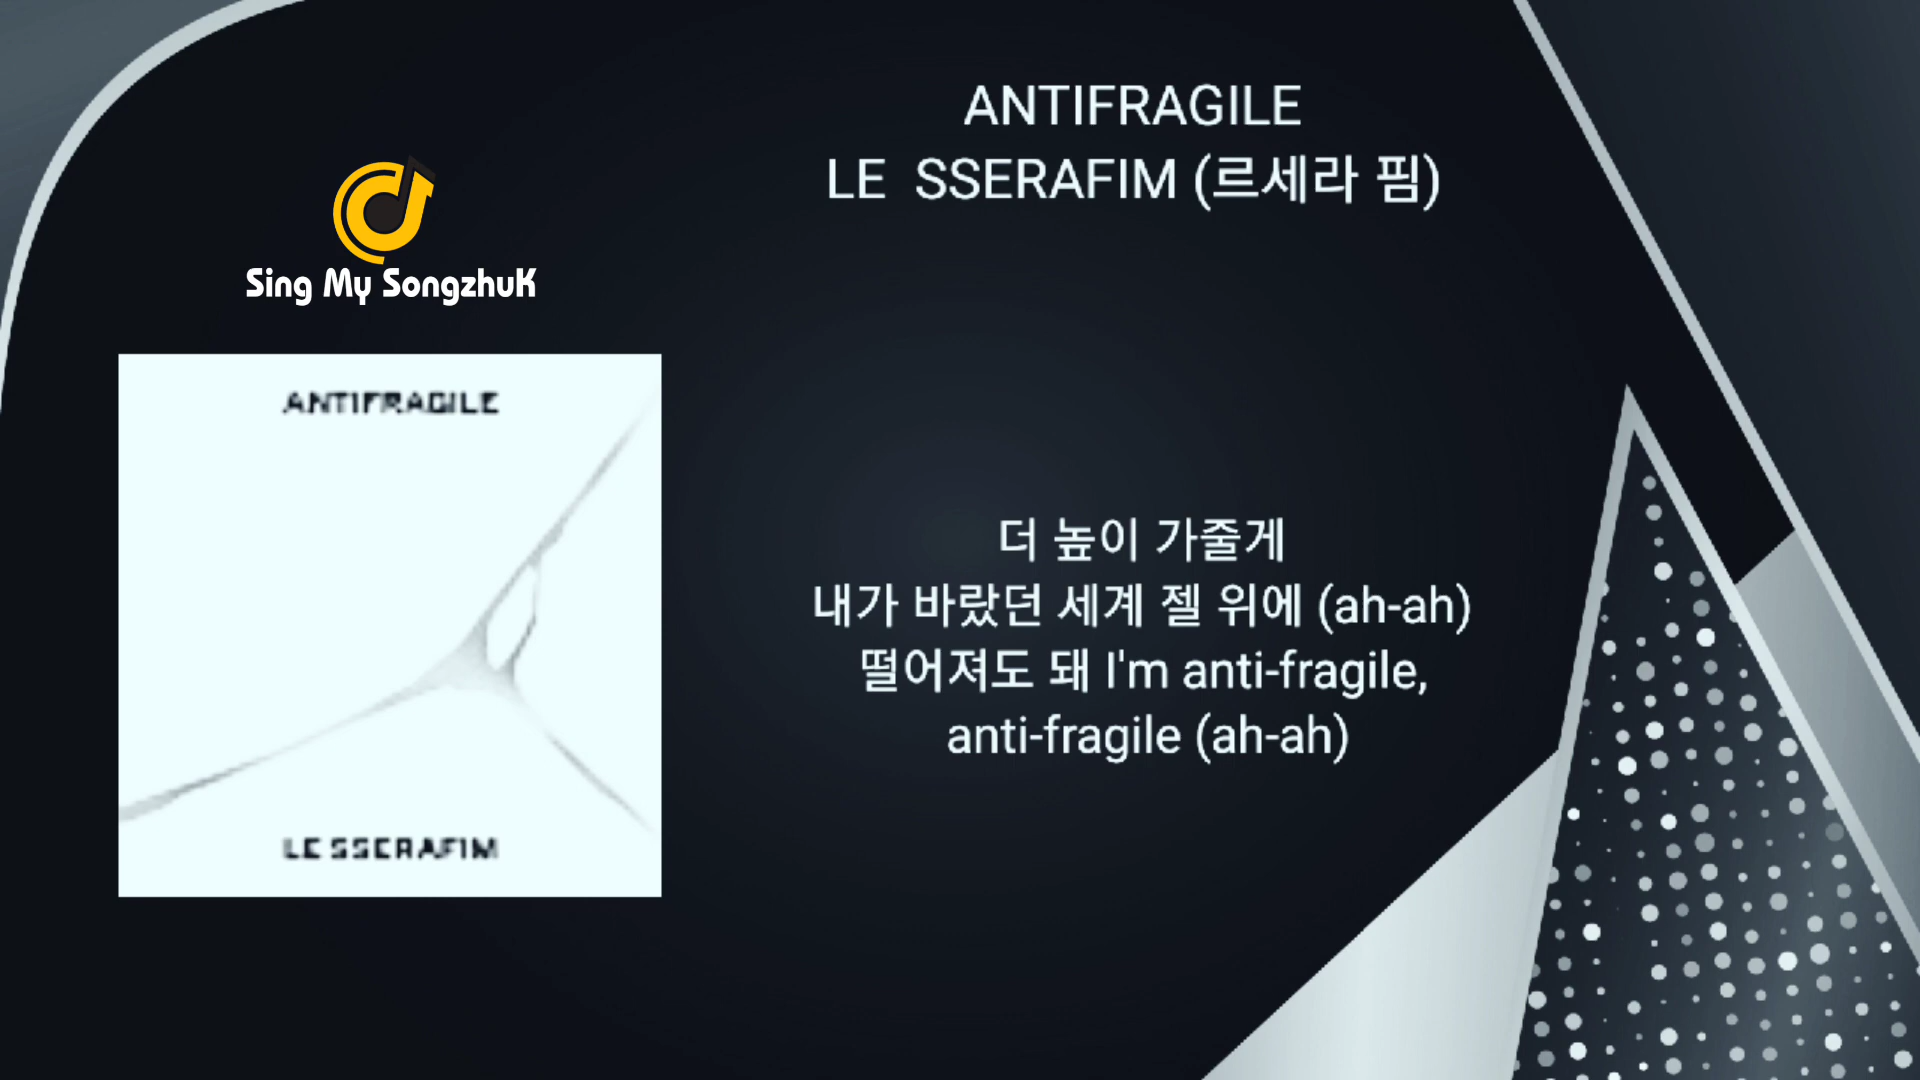 ANTIFRAGILE
LE SSERAFIM (르세라 핌)
Sing My SongzhuK
ANTIFRAGILE
LE SSERAFIM
더 높이 가줄게
내가 바랐던 세계 젤 위에 (ah-ah)
떨어져도 돼 I'm anti-fragile,
anti-fragile (ah-ah)